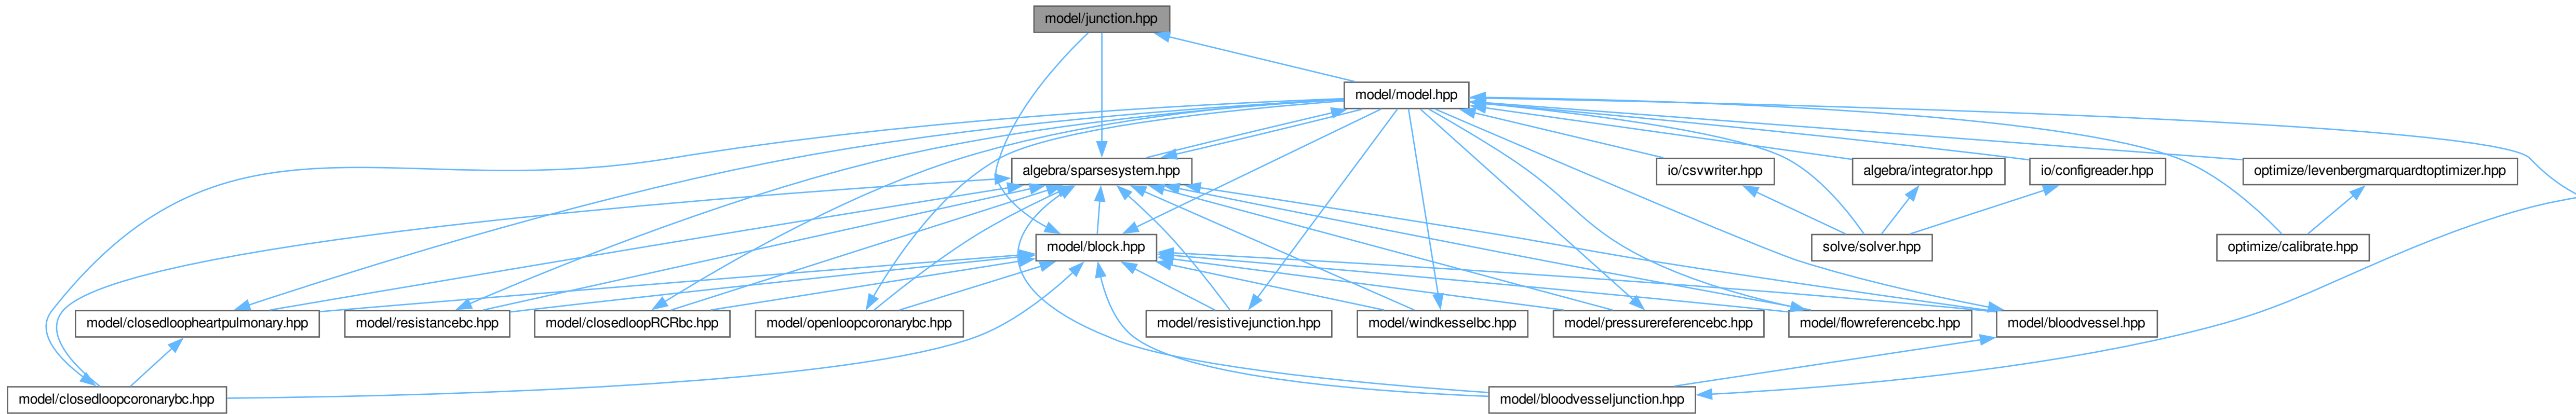 model/junction.hpp
model/model.hpp
algebra/sparsesystem.hpp
io/csvwriter.hpp
algebra/integrator.hpp
io/configreader.hpp
optimize/levenbergmarquardtoptimizer.hpp
model/block.hpp
solve/solver.hpp
optimize/calibrate.hpp
model/closedloopheartpulmonary.hpp
model/resistancebc.hpp
model/closedloopRCRbc.hpp
model/openloopcoronarybc.hpp
model/resistivejunction.hpp
model/windkesselbc.hpp
model/pressurereferencebc.hpp
model/flowreferencebc.hpp
model/bloodvessel.hpp
model/closedloopcoronarybc.hpp
model/bloodvesseljunction.hpp